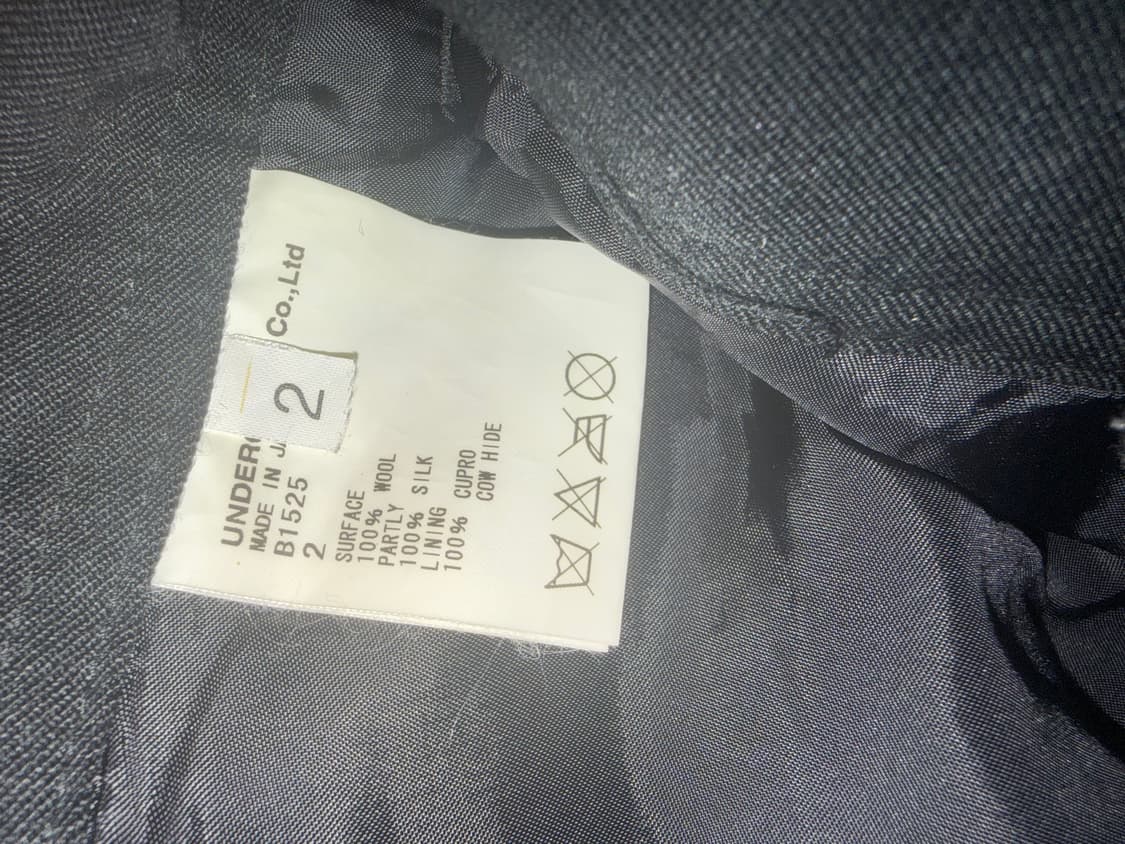 UNDER Co.,Ltd
MADE IN
B1525
2
2
SURFACE
100% WOOL
PARTLY
100% SILK
LINING
100% CUPRO
COW HIDE